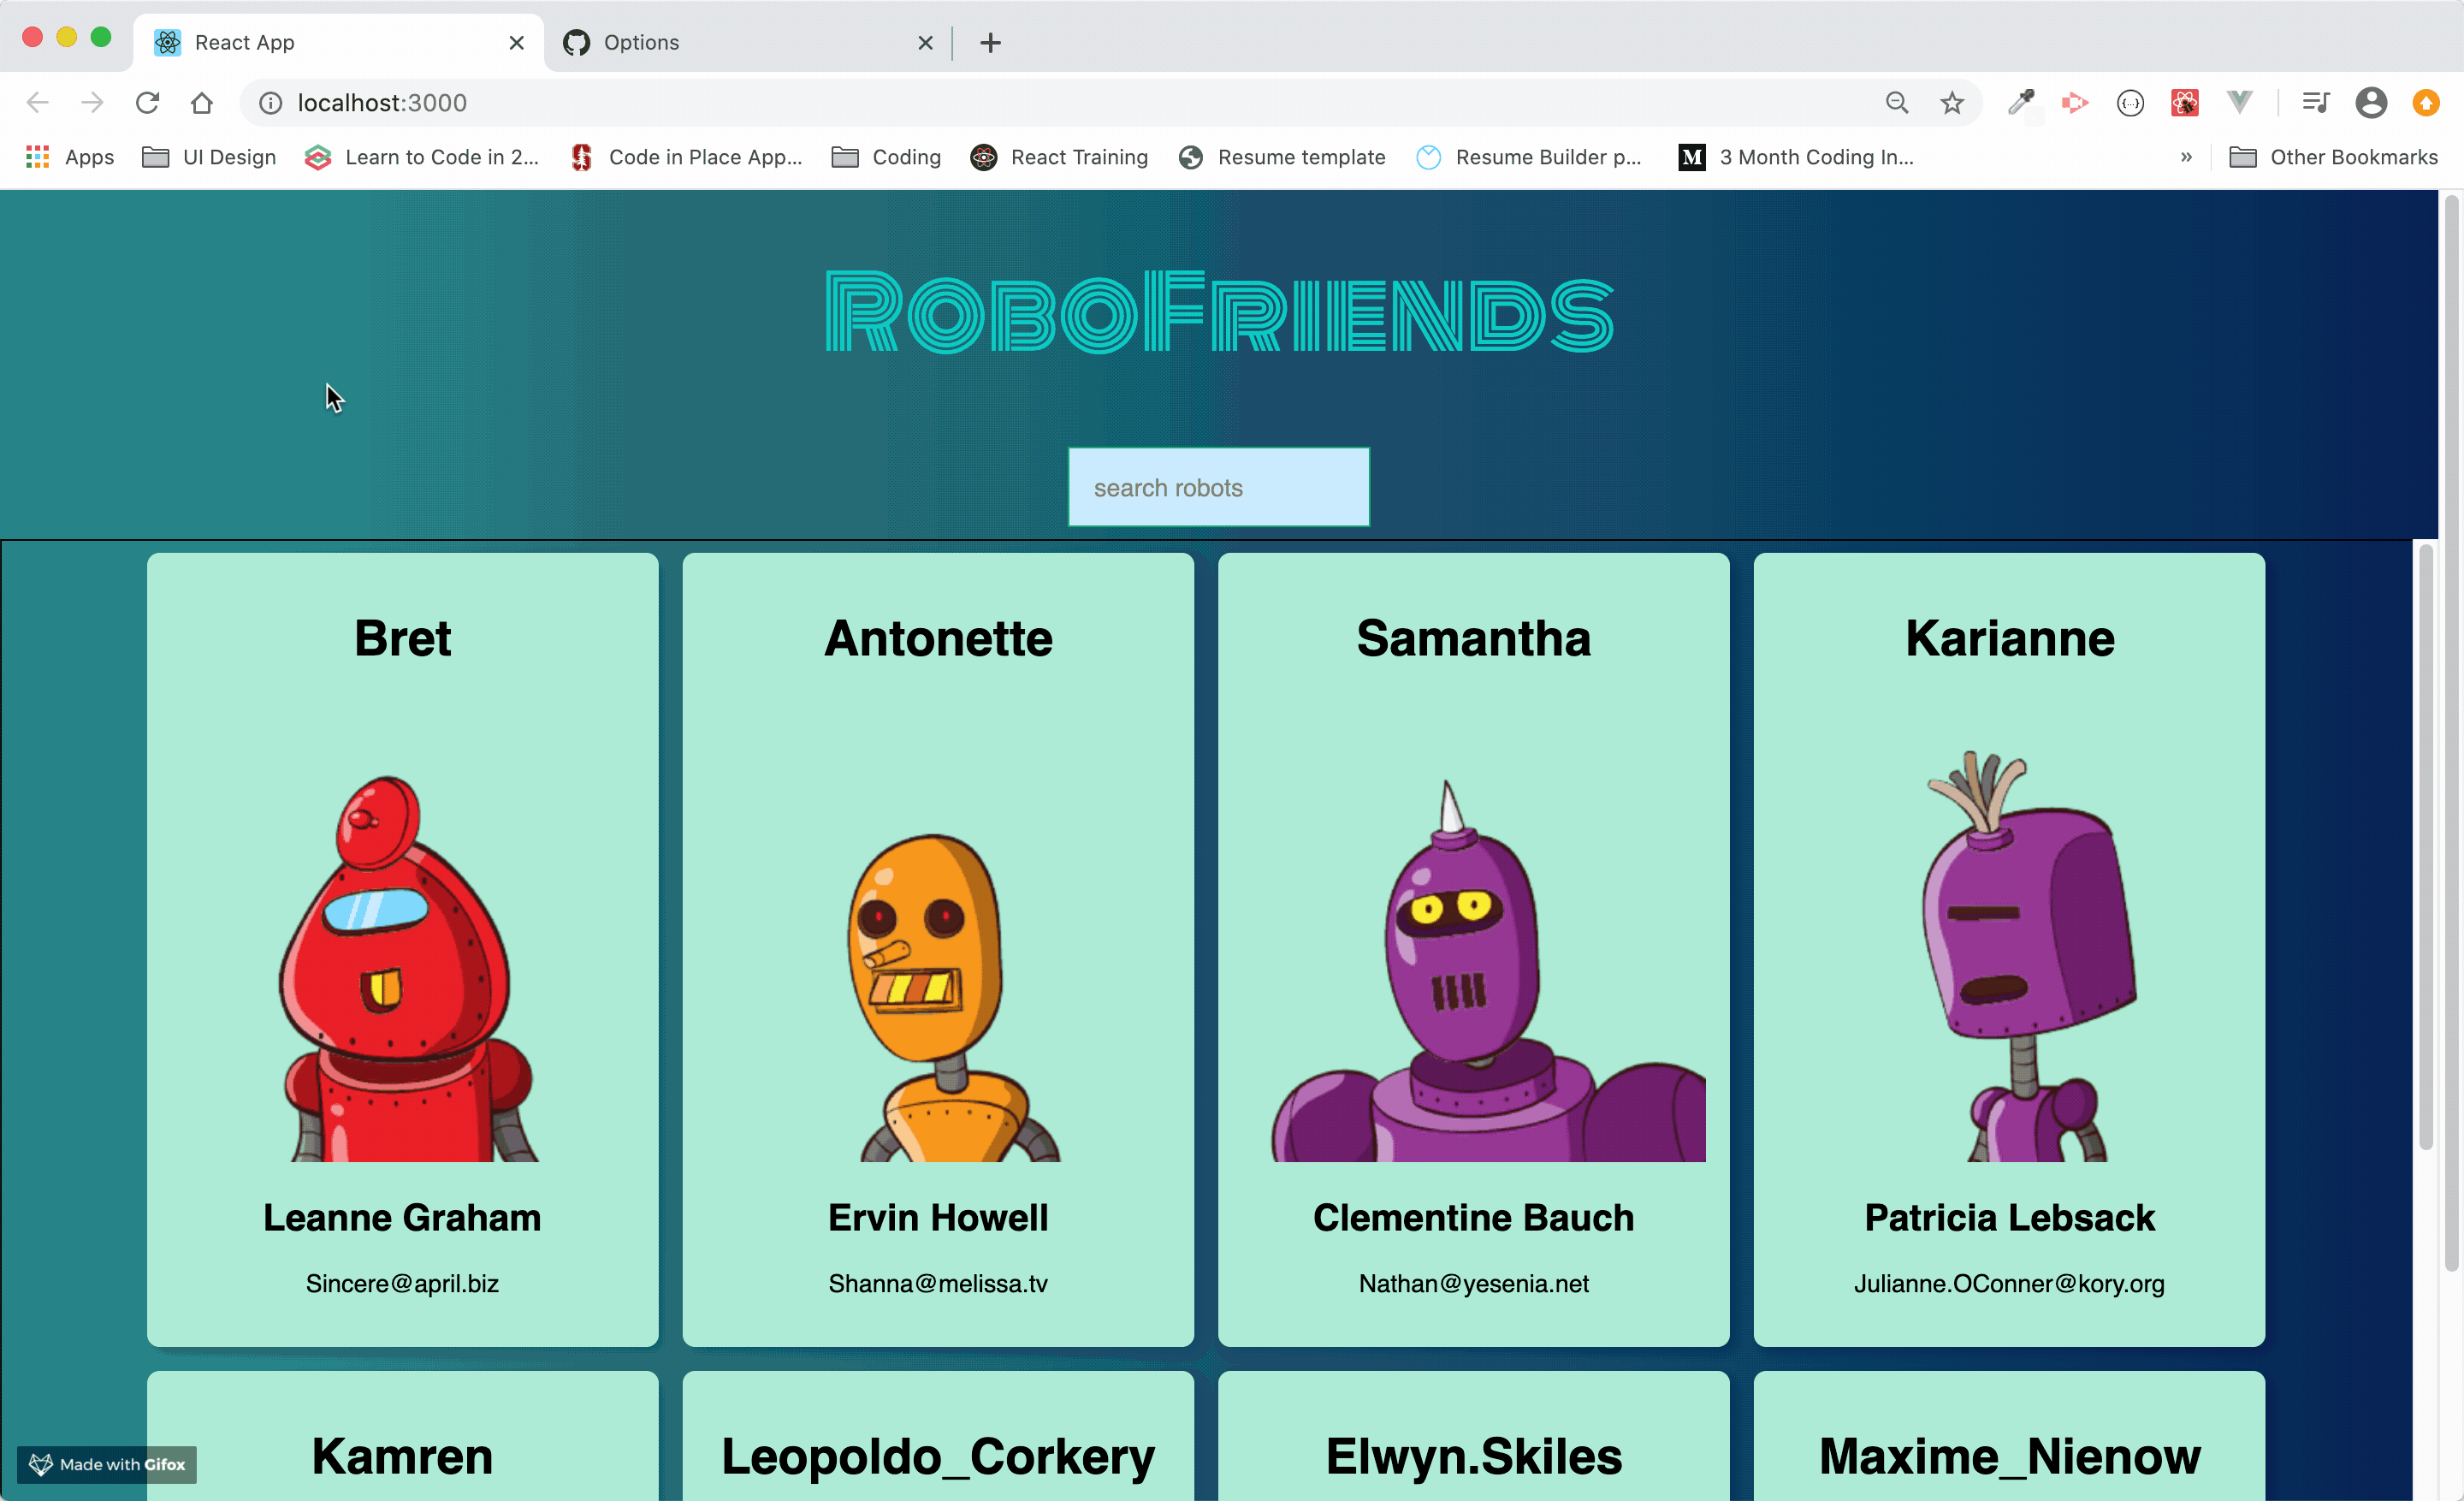 React App
Options
localhost:3000
Apps
UI Design
Learn to Code in 2...
Code in Place App...
Coding
React Training
Resume template
Resume Builder p...
M
3 Month Coding In...
»
Other Bookmarks
RoboFriends
search robots
Bret
Antonette
Samantha
Karianne
Leanne Graham
Ervin Howell
Clementine Bauch
Patricia Lebsack
Sincere@april.biz
Shanna@melissa.tv
Nathan@yesenia.net
Julianne.OConner@kory.org
Kamren
Leopoldo_Corkery
Elwyn.Skiles
Maxime_Nienow
Made with Gifox